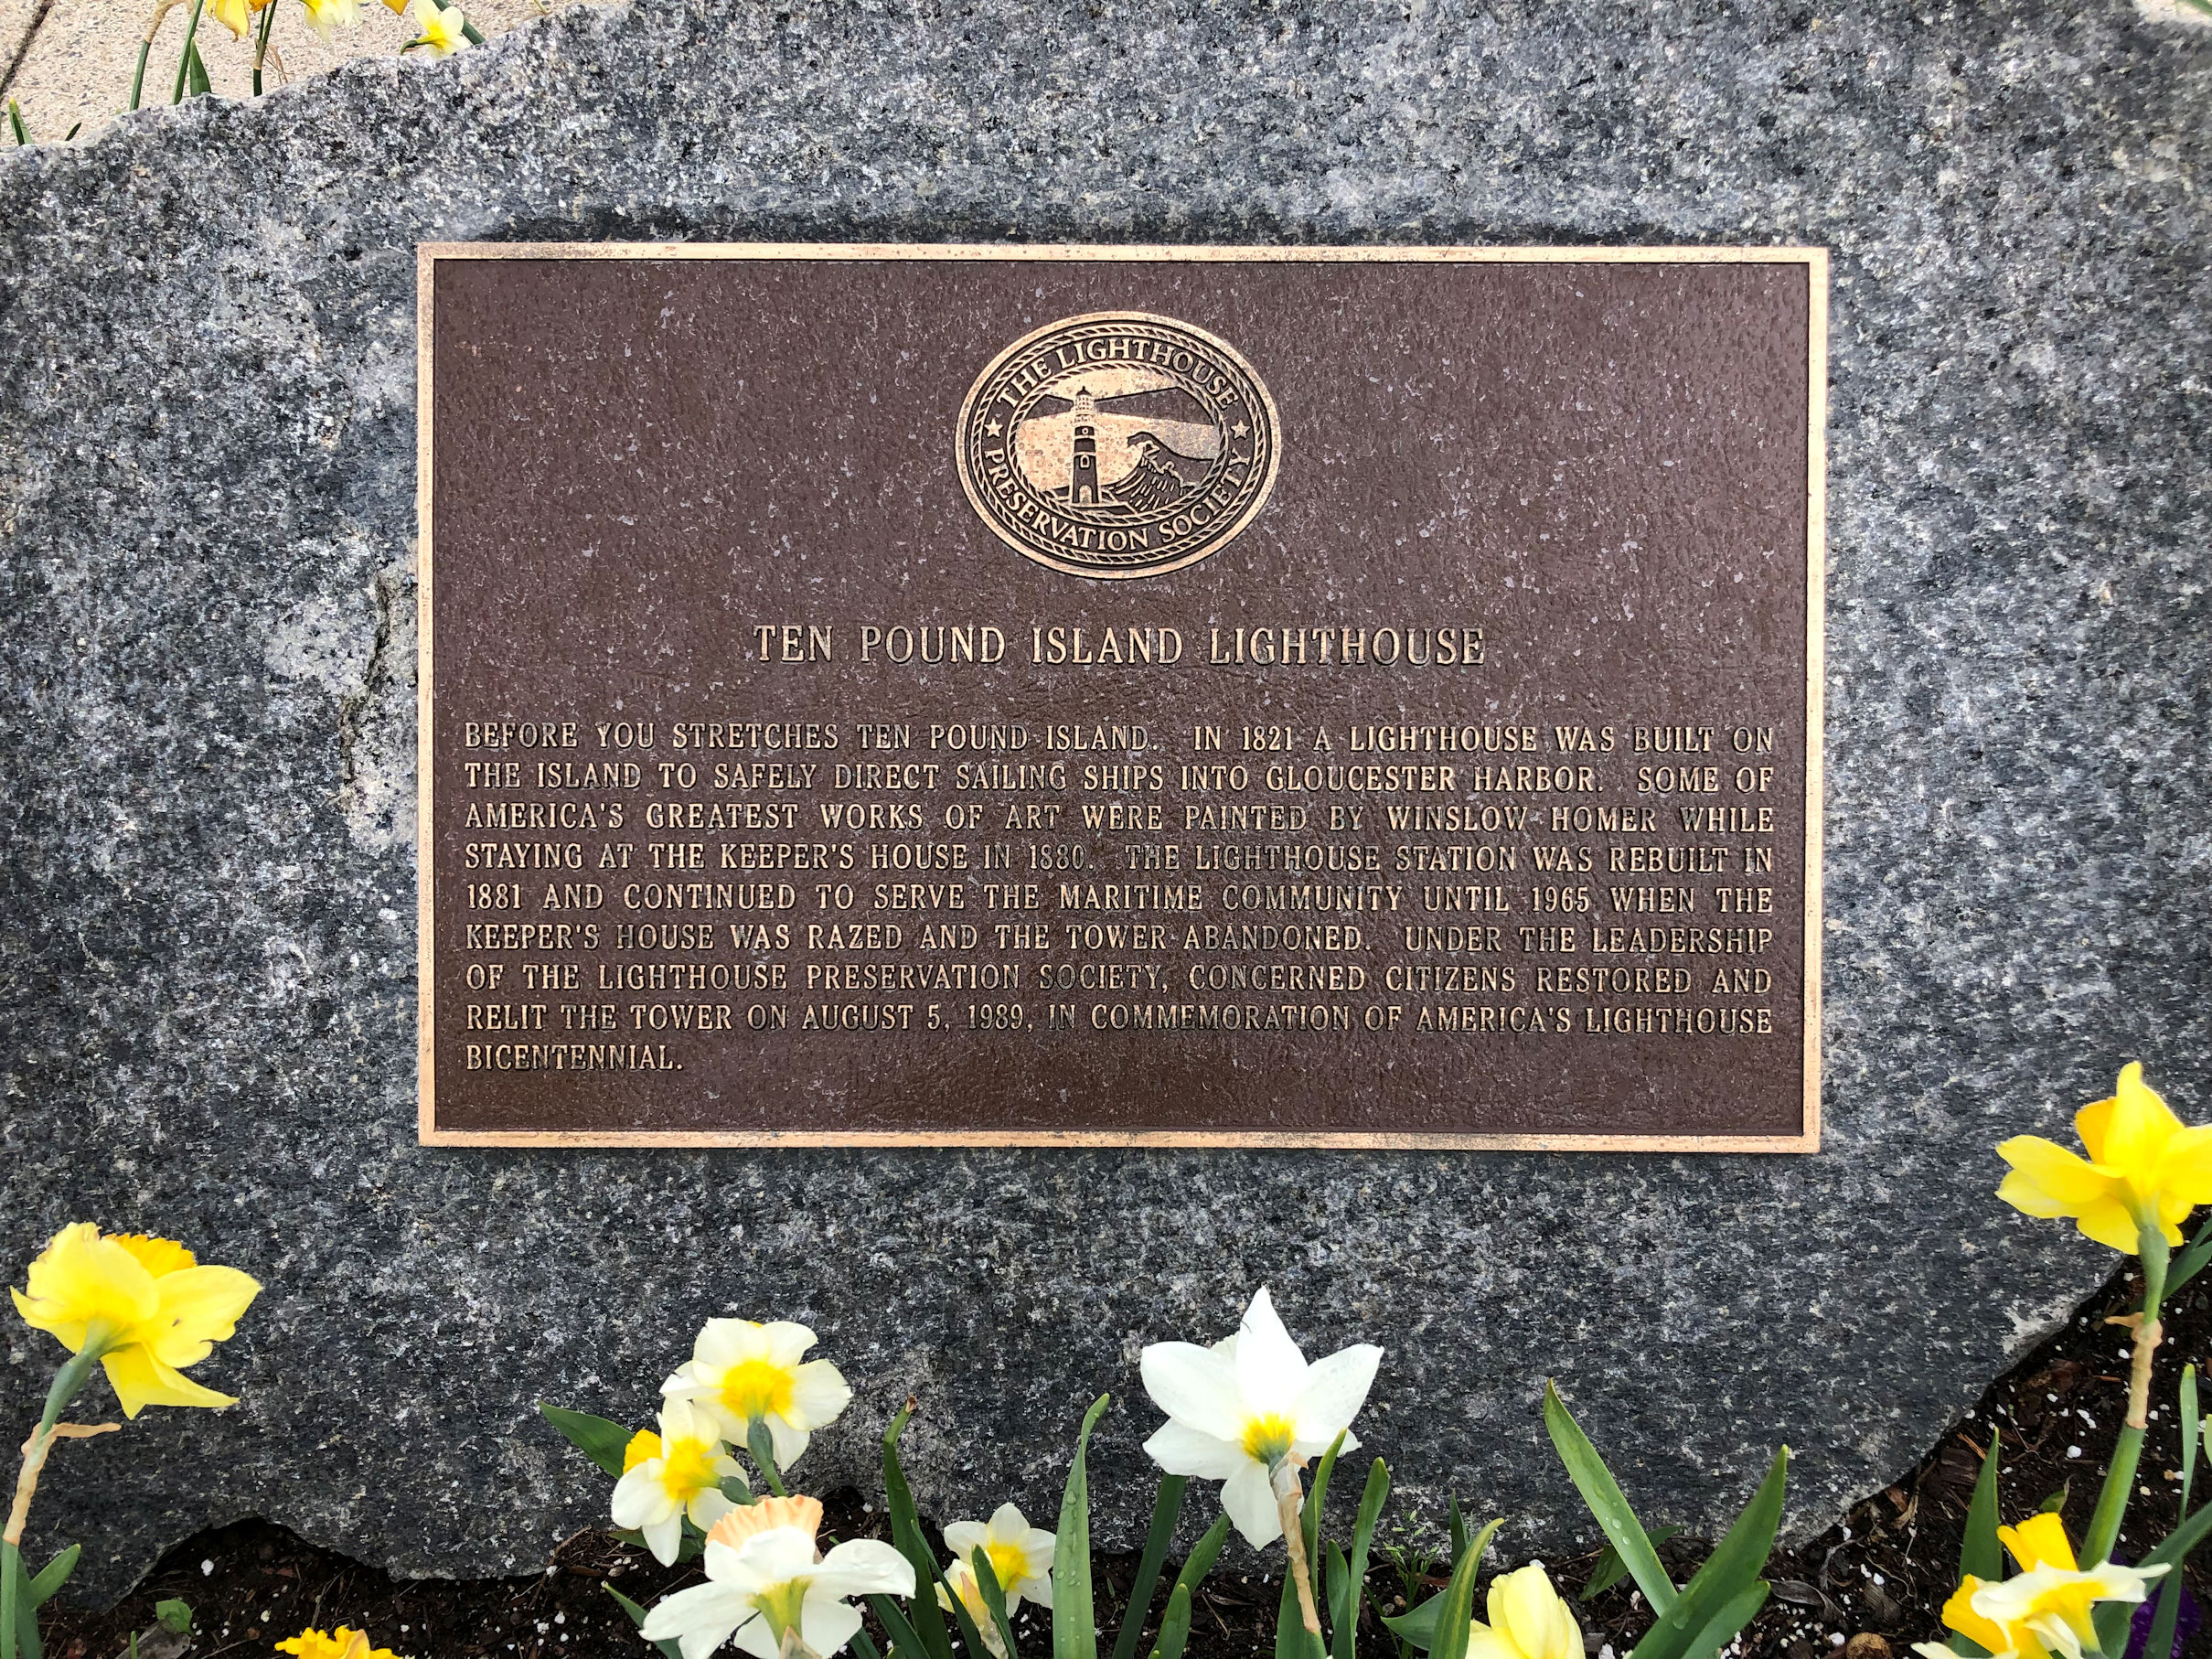 THE LIGHTHOUSE
PRESERVATION SOCIETY
TEN POUND ISLAND LIGHTHOUSE
BEFORE YOU STRETCHES TEN POUND ISLAND. IN 1821 A LIGHTHOUSE WAS BUILT ON
THE ISLAND TO SAFELY DIRECT SAILING SHIPS INTO GLOUCESTER HARBOR. SOME OF
AMERICA'S GREATEST WORKS OF ART WERE PAINTED BY WINSLOW HOMER WHILE
STAYING AT THE KEEPER'S HOUSE IN 1880. THE LIGHTHOUSE STATION WAS REBUILT IN
1881 AND CONTINUED TO SERVE THE MARITIME COMMUNITY UNTIL 1965 WHEN THE
KEEPER'S HOUSE WAS RAZED AND THE TOWER ABANDONED. UNDER THE LEADERSHIP
OF THE LIGHTHOUSE PRESERVATION SOCIETY, CONCERNED CITIZENS RESTORED AND
RELIT THE TOWER ON AUGUST 5, 1989, IN COMMEMORATION OF AMERICA'S LIGHTHOUSE
BICENTENNIAL.